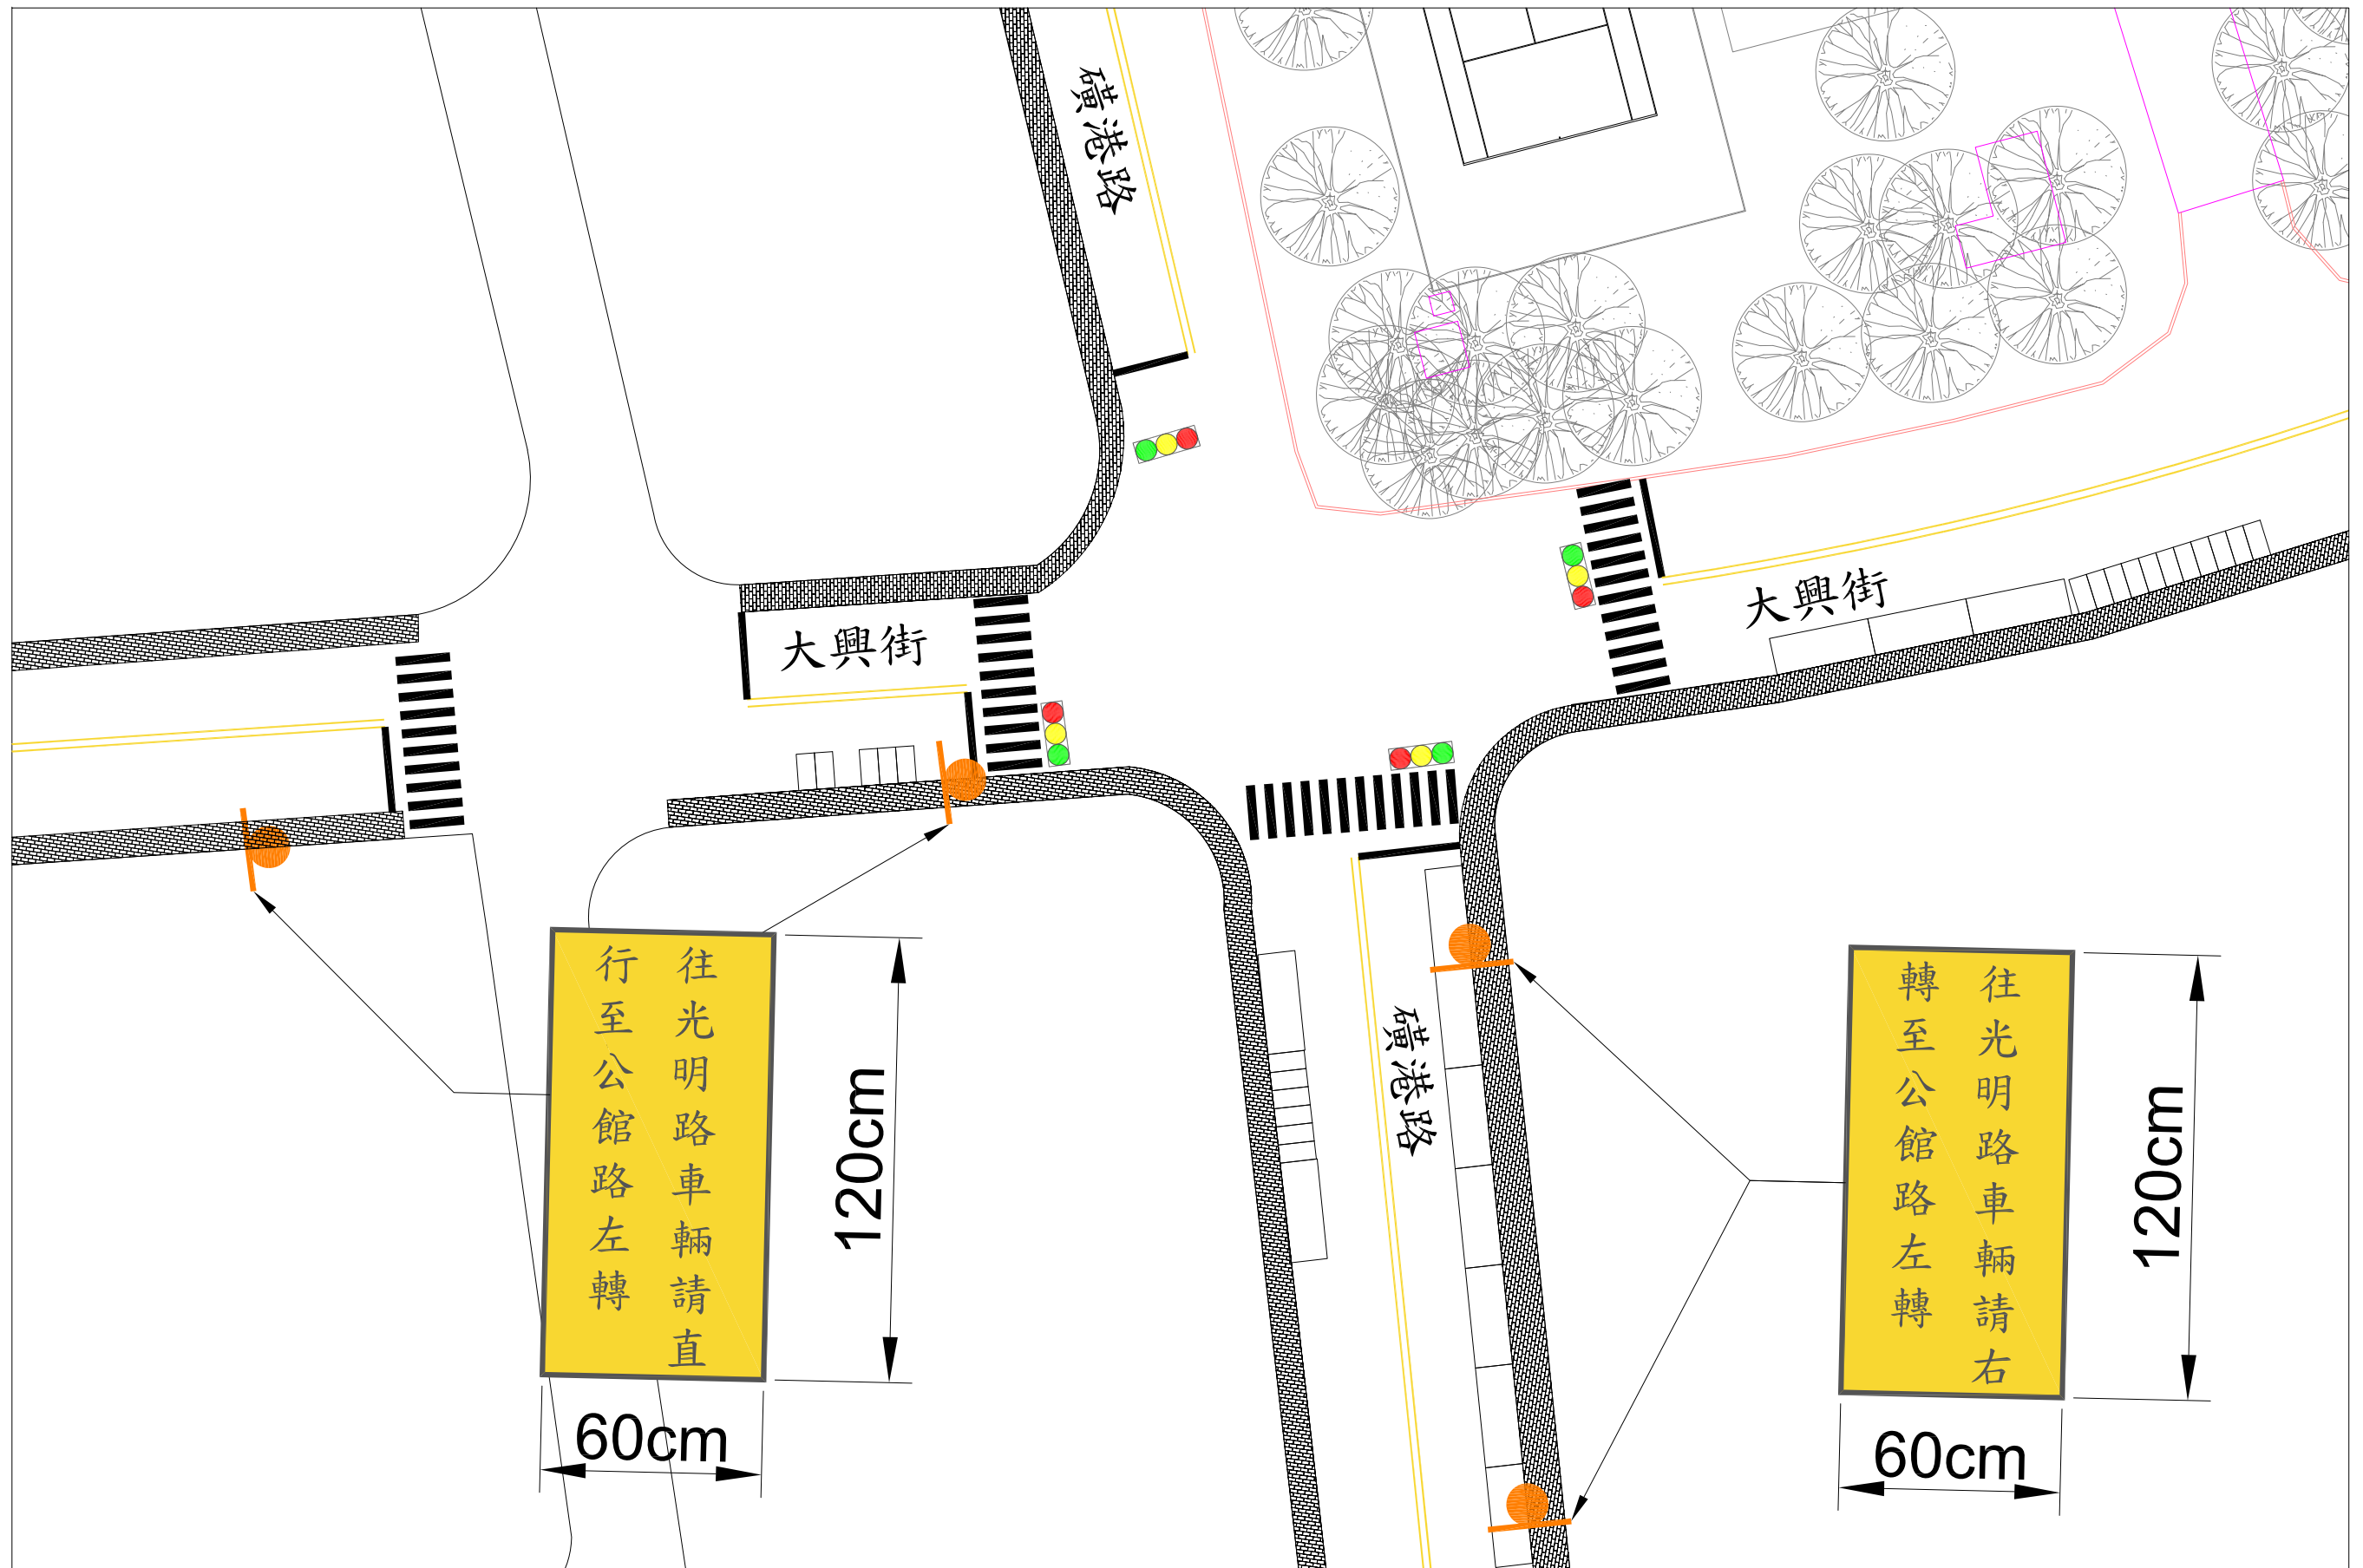 磺港路
大興街
大興街
磺港路
往光明路車輛請直
行至公館路左轉
120cm
60cm
往光明路車輛請右
轉至公館路左轉
120cm
60cm